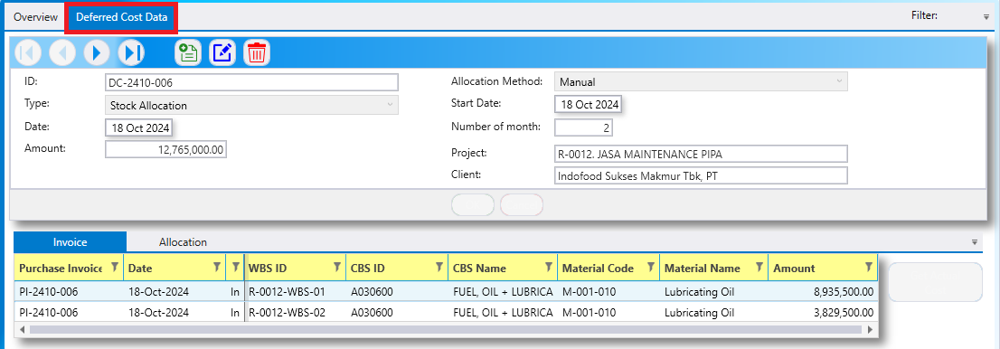 Overview Deferred Cost Data Filter:
ID: DC-2410-006 Allocation Method: Manual
Type: Stock Allocation Start Date: 18 Oct 2024
Date: 18 Oct 2024 Number of month: 2
Amount: 12,765,000.00 Project: R-0012. JASA MAINTENANCE PIPA
Client: Indofood Sukses Makmur Tbk, PT
Invoice Allocation
Purchase Invoice Date WBS ID CBS ID CBS Name Material Code Material Name Amount
PI-2410-006 18-Oct-2024 In R-0012-WBS-01 A030600 FUEL, OIL + LUBRICA M-001-010 Lubricating Oil 8,935,500.00
PI-2410-006 18-Oct-2024 In R-0012-WBS-02 A030600 FUEL, OIL + LUBRICA M-001-010 Lubricating Oil 3,829,500.00